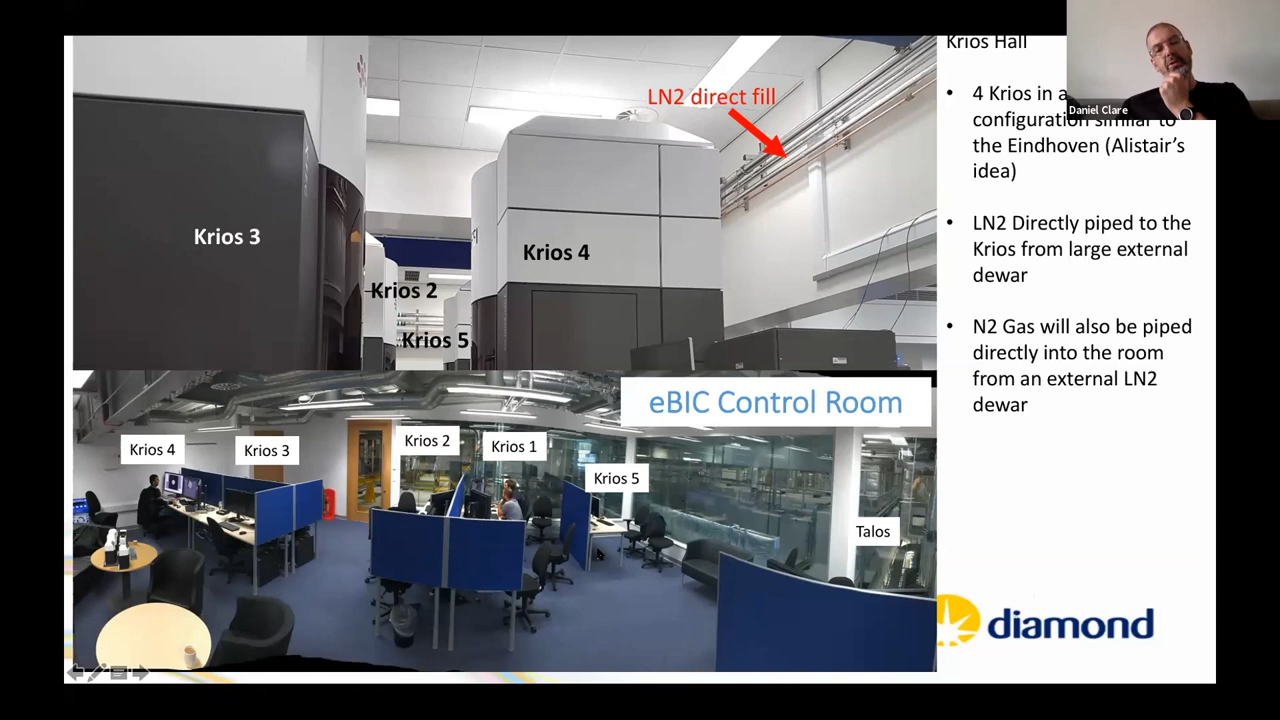 LN2 direct fill
Krios 3
Krios 4
Krios 2
Krios 5
eBIC Control Room
Krios 4
Krios 3
Krios 2
Krios 1
Krios 5
Talos
Krios Hall
• 4 Krios in a
configuration similar to
the Eindhoven (Alistair's
idea)
• LN2 Directly piped to the
Krios from large external
dewar
• N2 Gas will also be piped
directly into the room
from an external LN2
dewar
diamond
Daniel Clare